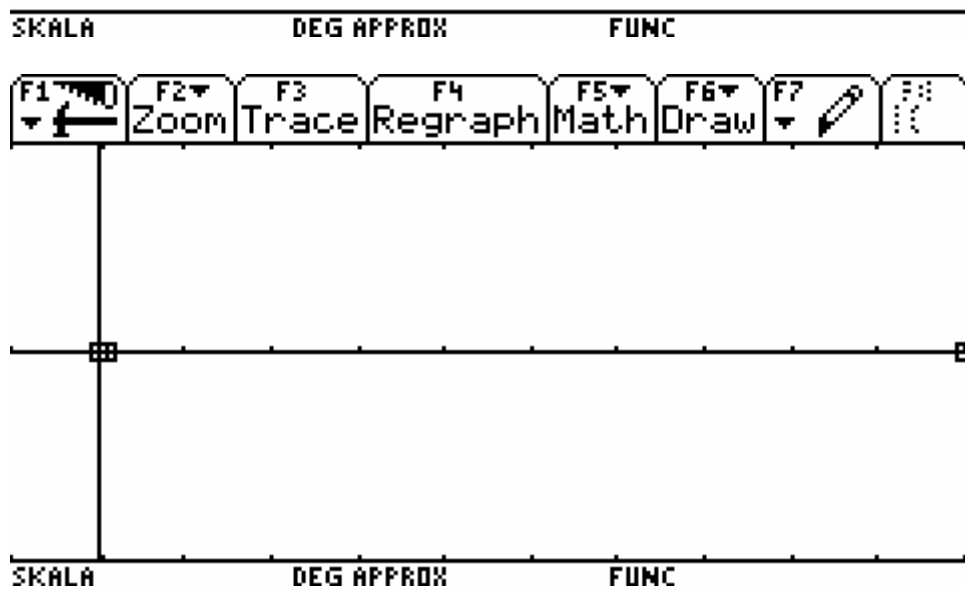 SKALA DEG APPROX FUNC
F1 F2 F3 F4 F5 F6 F7 F8
Zoom Trace Regraph Math Draw
SKALA DEG APPROX FUNC